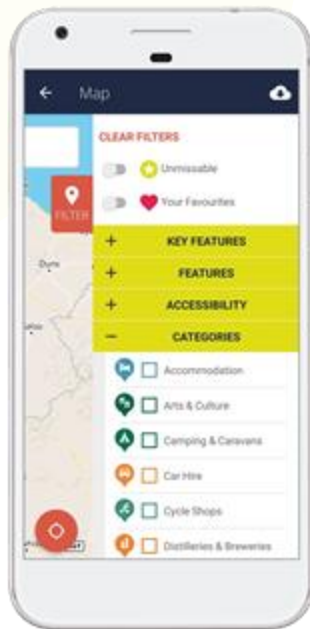 Map
CLEAR FILTERS
Unmissable
Your Favourites
FILTER
+ KEY FEATURES
+ FEATURES
+ ACCESSIBILITY
− CATEGORIES
Duns
Accommodation
Arts & Culture
Camping & Caravans
Car Hire
Cycle Shops
Distilleries & Breweries